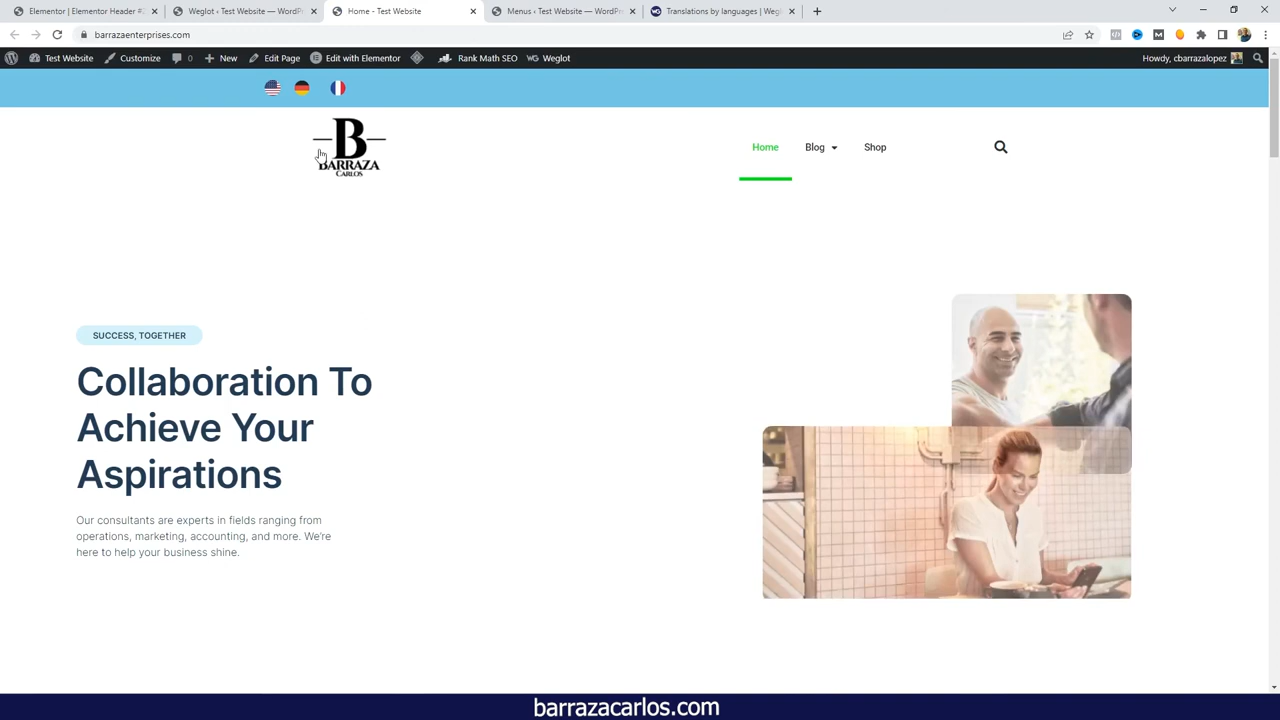 Elementor | Elementor Header #
Weglot ‹ Test Website — WordPr
Home - Test Website
Menus ‹ Test Website — WordPre
Translations by languages | Wegl
barrazaenterprises.com
Test Website
Customize
0
New
Edit Page
Edit with Elementor
Rank Math SEO
Weglot
Howdy, cbarrazalopez
B
BARRAZA
CARLOS
Home
Blog
Shop
SUCCESS, TOGETHER
Collaboration To
Achieve Your
Aspirations
Our consultants are experts in fields ranging from
operations, marketing, accounting, and more. We're
here to help your business shine.
barrazacarlos.com